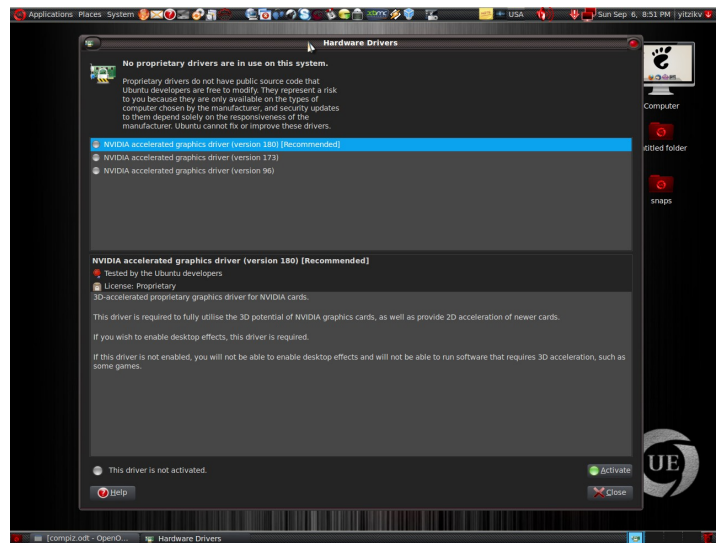 Applications Places System
USA
Sun Sep 6, 8:51 PM yitzikv
Hardware Drivers
No proprietary drivers are in use on this system.
Proprietary drivers do not have public source code that
Ubuntu developers are free to modify. They represent a risk
to you because they are only available on the types of
computer chosen by the manufacturer, and security updates
to them depend solely on the responsiveness of the
manufacturer. Ubuntu cannot fix or improve these drivers.
NVIDIA accelerated graphics driver (version 180) [Recommended]
NVIDIA accelerated graphics driver (version 173)
NVIDIA accelerated graphics driver (version 96)
NVIDIA accelerated graphics driver (version 180) [Recommended]
Tested by the Ubuntu developers
License: Proprietary
3D-accelerated proprietary graphics driver for NVIDIA cards.
This driver is required to fully utilise the 3D potential of NVIDIA graphics cards, as well as provide 2D acceleration of newer cards.
If you wish to enable desktop effects, this driver is required.
If this driver is not enabled, you will not be able to enable desktop effects and will not be able to run software that requires 3D acceleration, such as
some games.
This driver is not activated.
Activate
Help
Close
Computer
titled folder
snaps
UE
[compiz.odt - OpenO...
Hardware Drivers